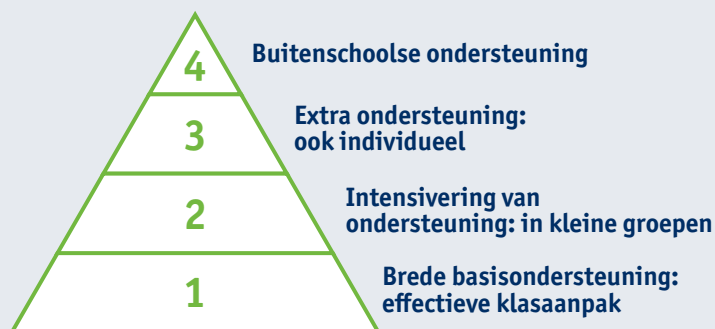 4
Buitenschoolse ondersteuning
3
Extra ondersteuning:
ook individueel
2
Intensivering van
ondersteuning: in kleine groepen
1
Brede basisondersteuning:
effectieve klasaanpak